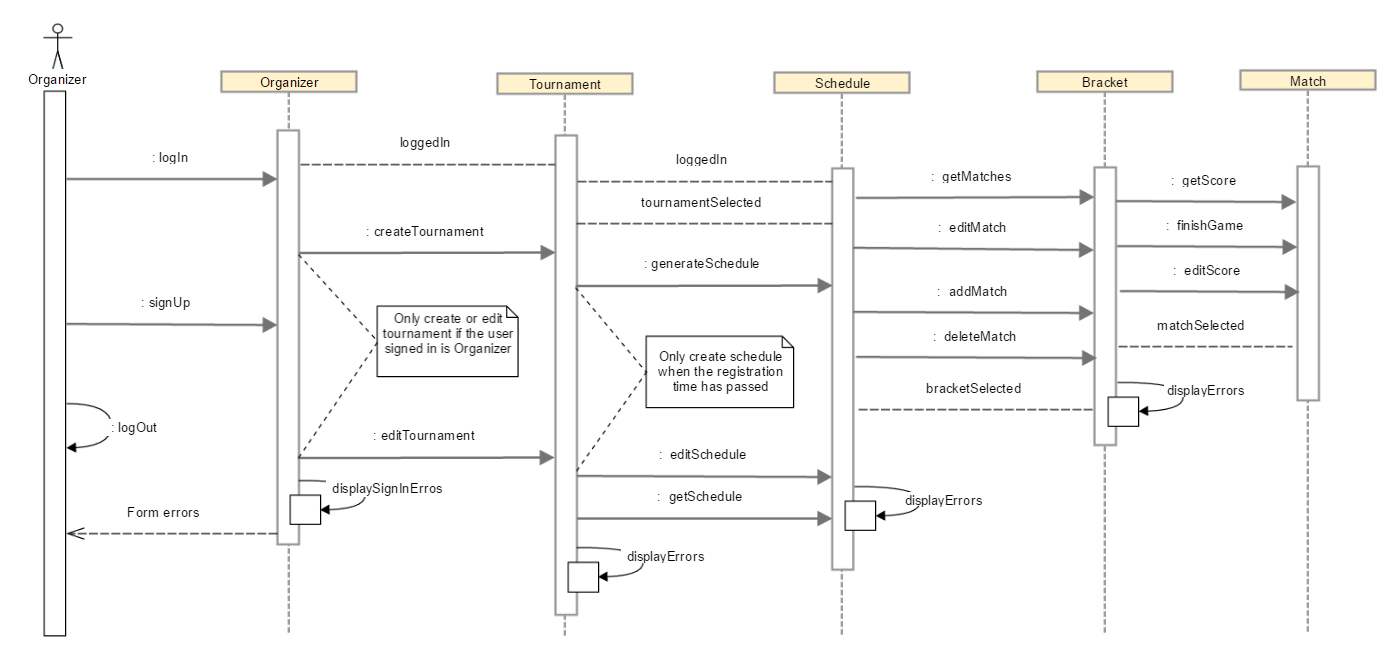 Organizer
Organizer
Tournament
Schedule
Bracket
Match
: logIn
loggedIn
loggedIn
: getMatches
: getScore
tournamentSelected
: createTournament
: editMatch
: finishGame
: generateSchedule
: editScore
: signUp
: addMatch
Only create or edit
tournament if the user
signed in is Organizer
matchSelected
: deleteMatch
Only create schedule
when the registration
time has passed
bracketSelected
displayErrors
: logOut
: editTournament
: editSchedule
displaySignInErros
: getSchedule
displayErrors
Form errors
displayErrors